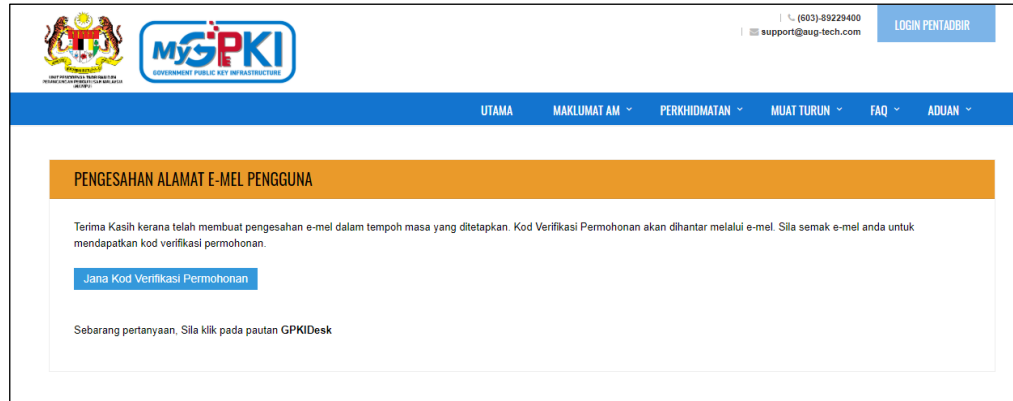 (603)-89229400
support@aug-tech.com
LOGIN PENTADBIR
MyGPKI
GOVERNMENT PUBLIC KEY INFRASTRUCTURE
UTAMA MAKLUMAT AM PERKHIDMATAN MUAT TURUN FAQ ADUAN
PENGESAHAN ALAMAT E-MEL PENGGUNA
Terima Kasih kerana telah membuat pengesahan e-mel dalam tempoh masa yang ditetapkan. Kod Verifikasi Permohonan akan dihantar melalui e-mel. Sila semak e-mel anda untuk
mendapatkan kod verifikasi permohonan.
Jana Kod Verifikasi Permohonan
Sebarang pertanyaan, Sila klik pada pautan GPKIDesk